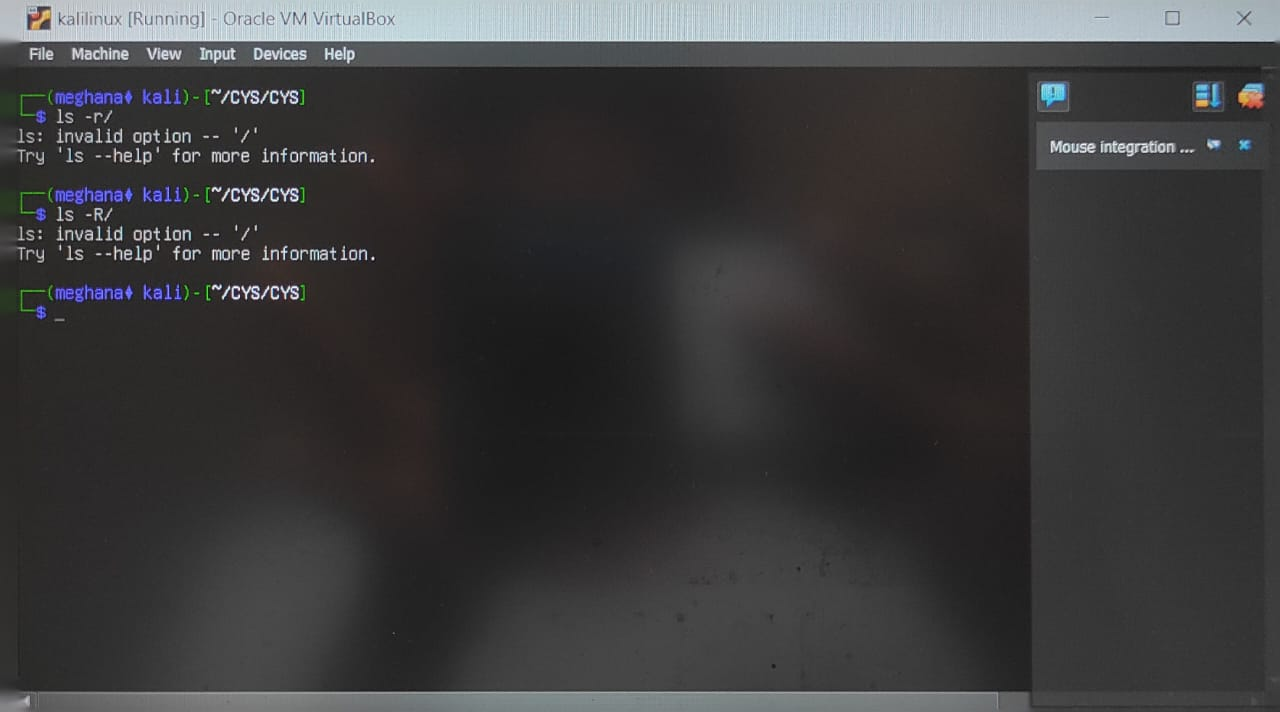 kalilinux [Running] - Oracle VM VirtualBox
File Machine View Input Devices Help
┌──(meghana♦ kali)-[~/CYS/CYS]
└─$ ls -r/
ls: invalid option -- '/'
Try 'ls --help' for more information.
┌──(meghana♦ kali)-[~/CYS/CYS]
└─$ ls -R/
ls: invalid option -- '/'
Try 'ls --help' for more information.
┌──(meghana♦ kali)-[~/CYS/CYS]
└─$ _
Mouse integration ...